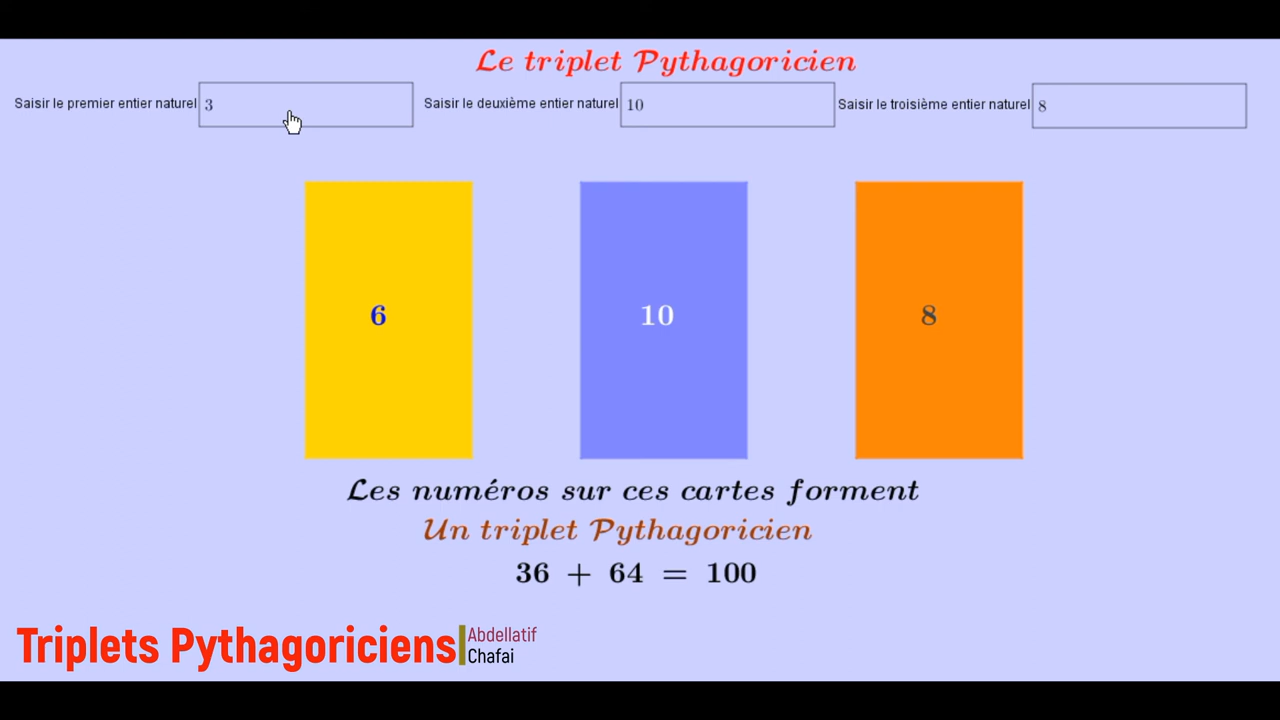 Le triplet Pythagoricien
Saisir le premier entier naturel 3 Saisir le deuxième entier naturel 10 Saisir le troisième entier naturel 8
6 10 8
Les numéros sur ces cartes forment
Un triplet Pythagoricien
36 + 64 = 100
Triplets Pythagoriciens
Abdellatif
Chafai